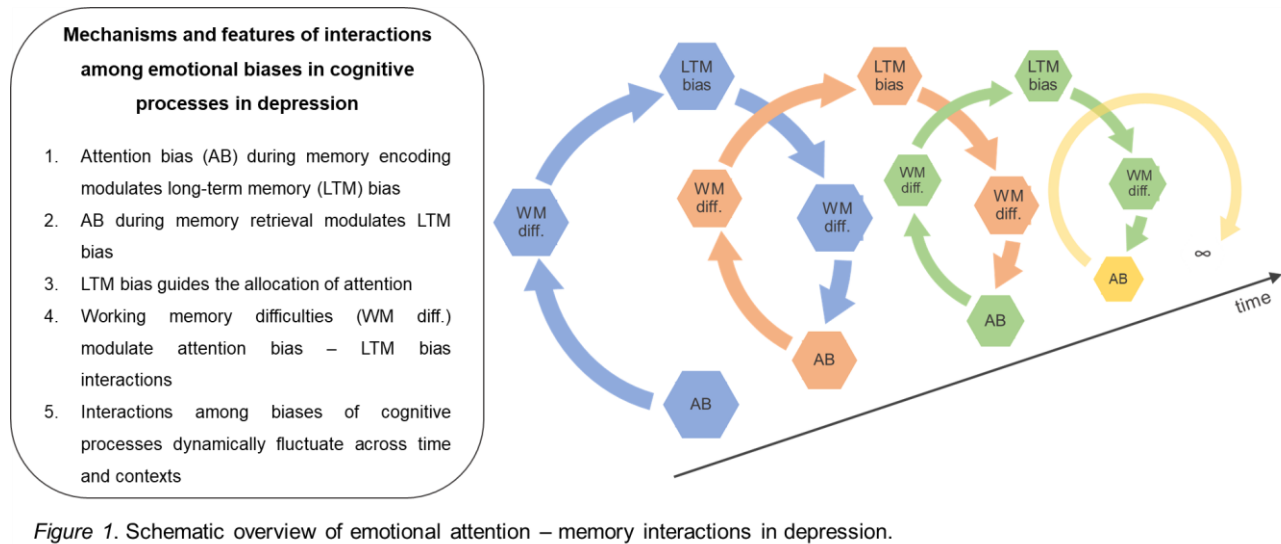 Mechanisms and features of interactions
among emotional biases in cognitive
processes in depression
1. Attention bias (AB) during memory encoding
modulates long-term memory (LTM) bias
2. AB during memory retrieval modulates LTM
bias
3. LTM bias guides the allocation of attention
4. Working memory difficulties (WM diff.)
modulate attention bias – LTM bias
interactions
5. Interactions among biases of cognitive
processes dynamically fluctuate across time
and contexts
LTM
bias
WM
diff.
WM
diff.
AB
LTM
bias
WM
diff.
WM
diff.
AB
LTM
bias
WM
diff.
WM
diff.
AB
AB
∞
time
Figure 1. Schematic overview of emotional attention – memory interactions in depression.